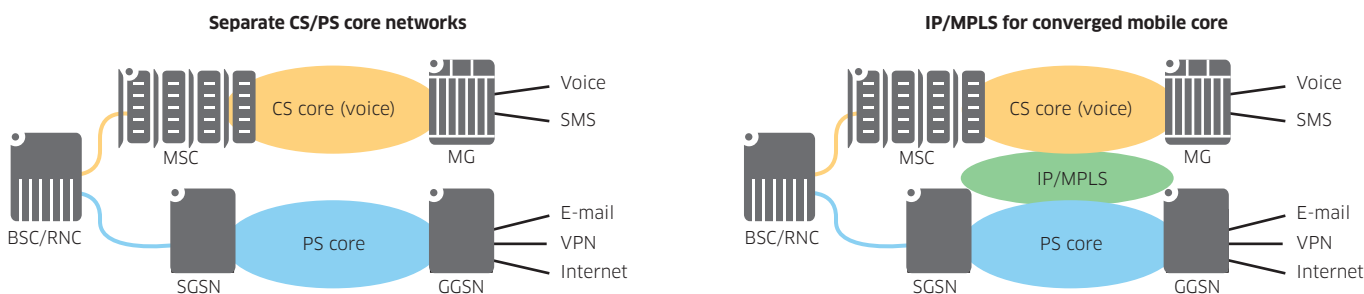 Separate CS/PS core networks
CS core (voice)
Voice
SMS
MSC
MG
BSC/RNC
PS core
E-mail
VPN
Internet
SGSN
GGSN
IP/MPLS for converged mobile core
CS core (voice)
Voice
SMS
MSC
MG
IP/MPLS
BSC/RNC
PS core
E-mail
VPN
Internet
SGSN
GGSN